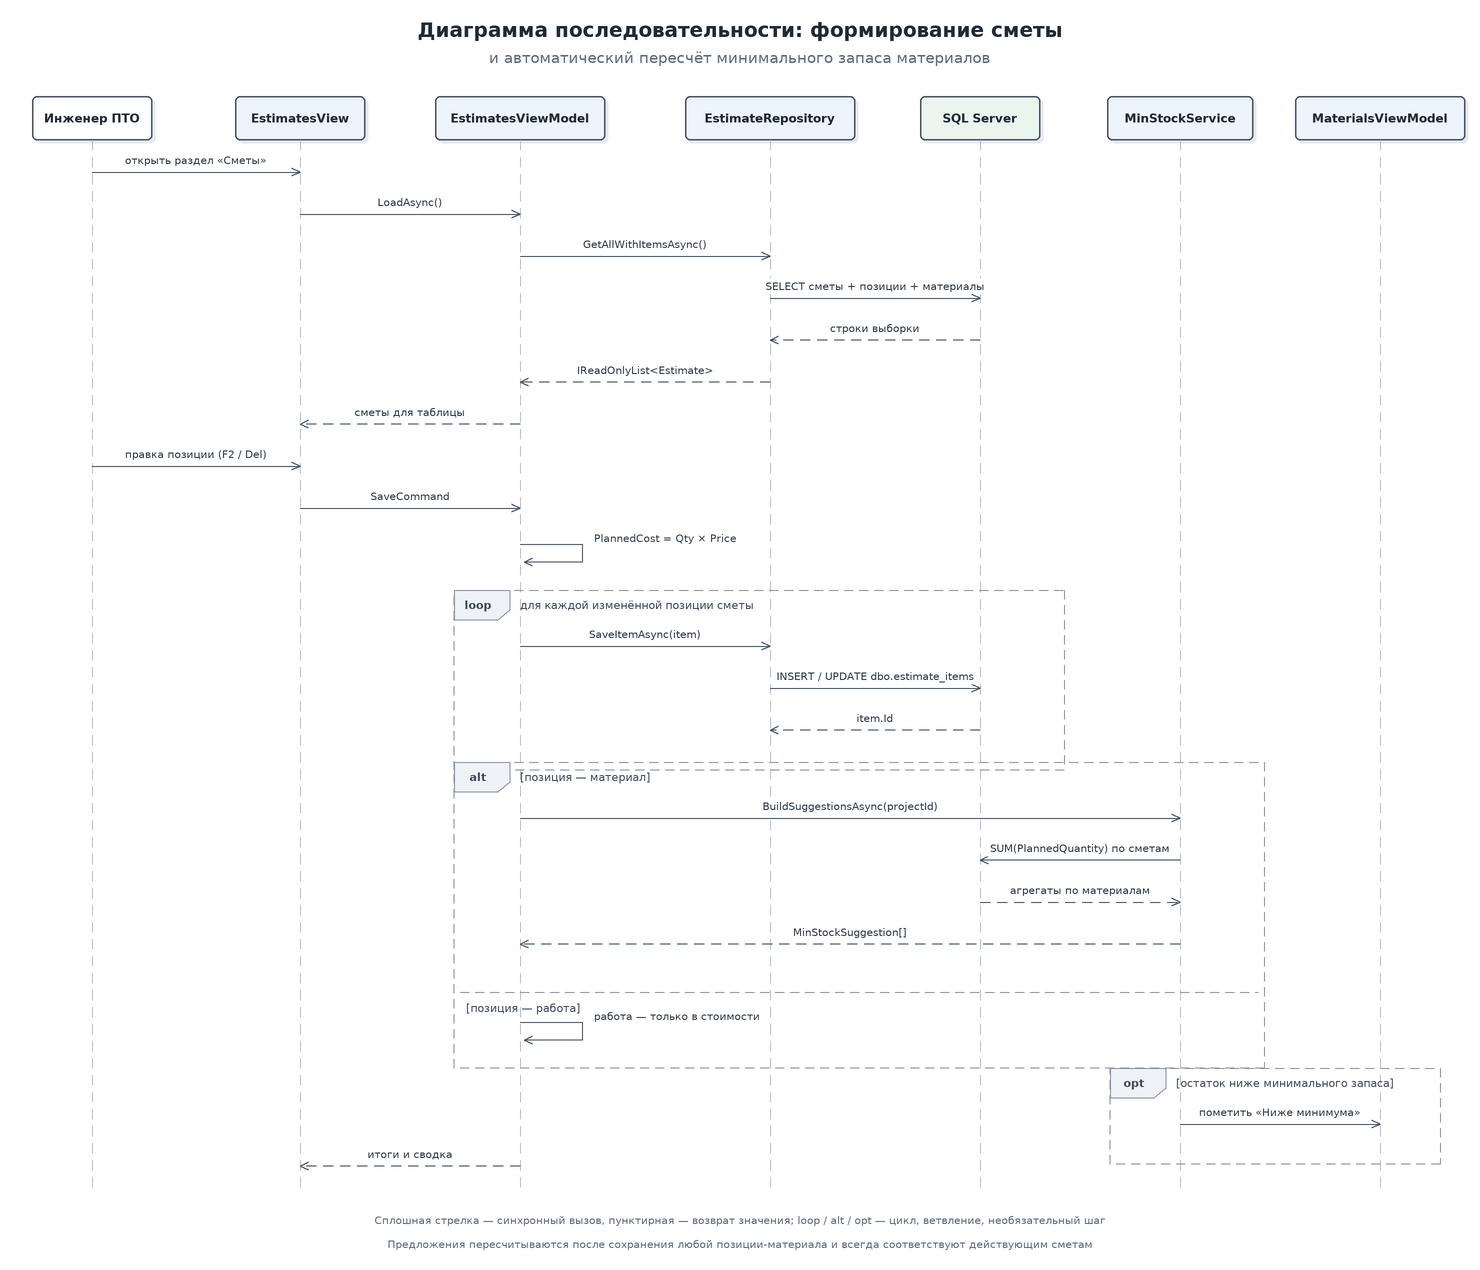 Диаграмма последовательности: формирование сметы
и автоматический пересчёт минимального запаса материалов
Инженер ПТО
EstimatesView
EstimatesViewModel
EstimateRepository
SQL Server
MinStockService
MaterialsViewModel
открыть раздел «Сметы»
LoadAsync()
GetAllWithItemsAsync()
SELECT сметы + позиции + материалы
строки выборки
IReadOnlyList<Estimate>
сметы для таблицы
правка позиции (F2 / Del)
SaveCommand
PlannedCost = Qty × Price
loop
для каждой изменённой позиции сметы
SaveItemAsync(item)
INSERT / UPDATE dbo.estimate_items
item.Id
alt
[позиция — материал]
BuildSuggestionsAsync(projectId)
SUM(PlannedQuantity) по сметам
агрегаты по материалам
MinStockSuggestion[]
[позиция — работа]
работа — только в стоимости
opt
[остаток ниже минимального запаса]
пометить «Ниже минимума»
итоги и сводка
Сплошная стрелка — синхронный вызов, пунктирная — возврат значения; loop / alt / opt — цикл, ветвление, необязательный шаг
Предложения пересчитываются после сохранения любой позиции-материала и всегда соответствуют действующим сметам